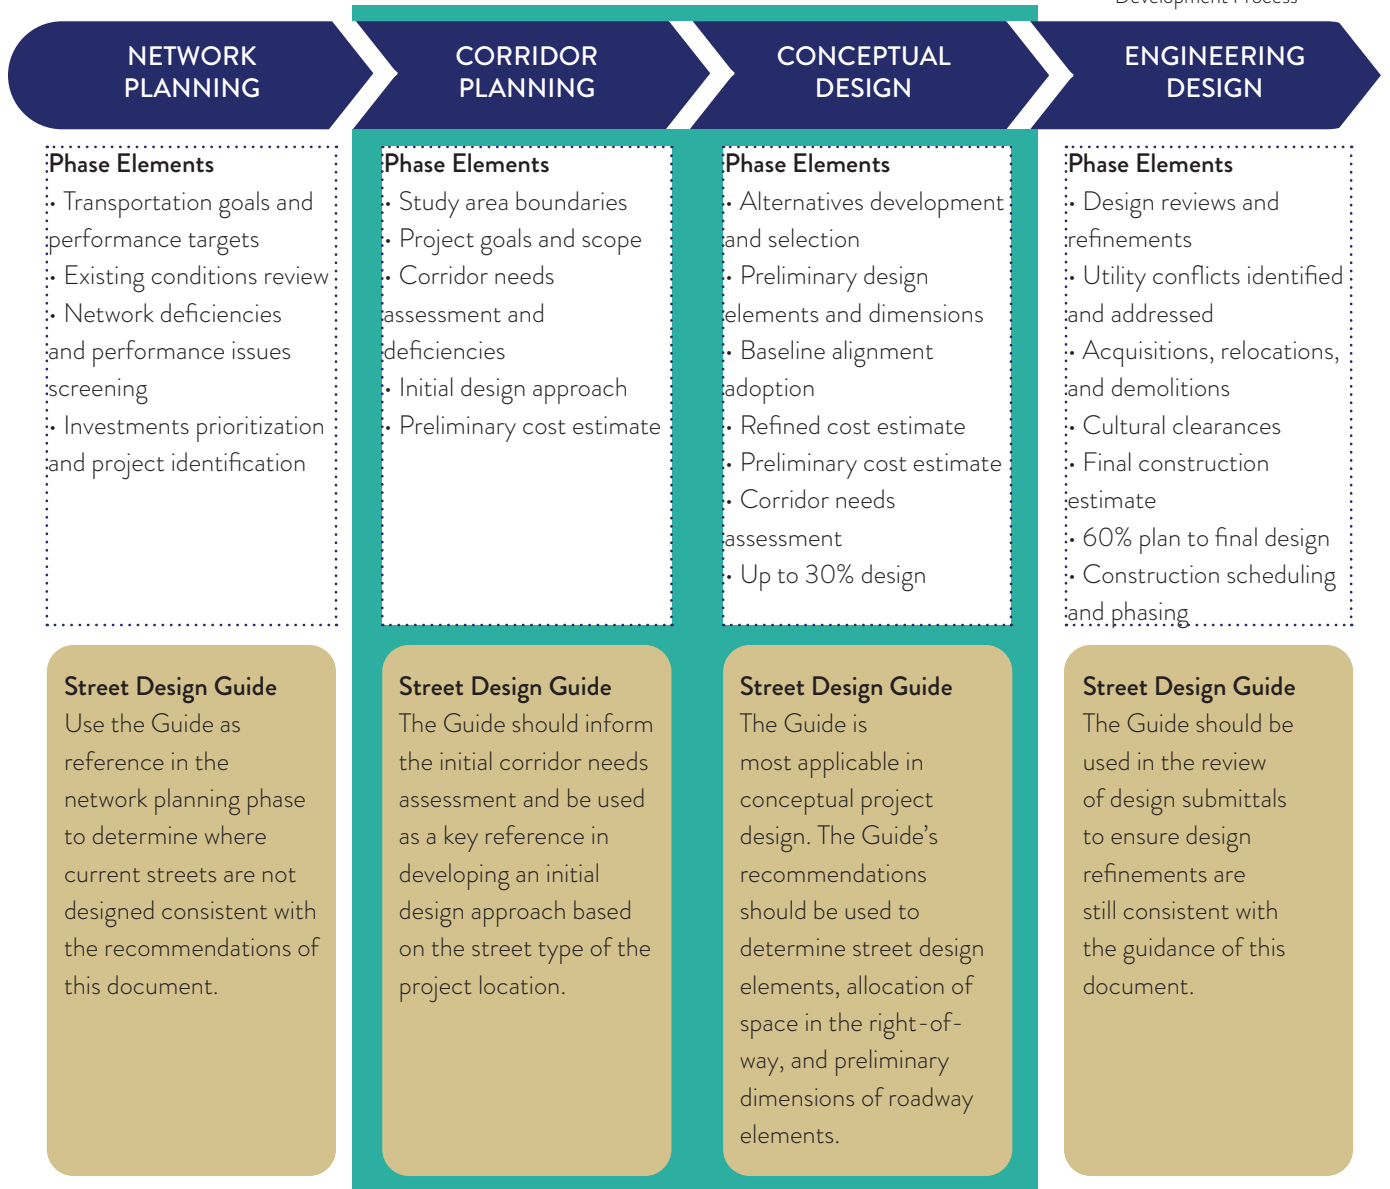 Development Process
NETWORK
PLANNING
CORRIDOR
PLANNING
CONCEPTUAL
DESIGN
ENGINEERING
DESIGN
Phase Elements
• Transportation goals and
performance targets
• Existing conditions review
• Network deficiencies
and performance issues
screening
• Investments prioritization
and project identification
Phase Elements
• Study area boundaries
• Project goals and scope
• Corridor needs
assessment and
deficiencies
• Initial design approach
• Preliminary cost estimate
Phase Elements
• Alternatives development
and selection
• Preliminary design
elements and dimensions
• Baseline alignment
adoption
• Refined cost estimate
• Preliminary cost estimate
• Corridor needs
assessment
• Up to 30% design
Phase Elements
• Design reviews and
refinements
• Utility conflicts identified
and addressed
• Acquisitions, relocations,
and demolitions
• Cultural clearances
• Final construction
estimate
• 60% plan to final design
• Construction scheduling
and phasing
Street Design Guide
Use the Guide as
reference in the
network planning phase
to determine where
current streets are not
designed consistent with
the recommendations of
this document.
Street Design Guide
The Guide should inform
the initial corridor needs
assessment and be used
as a key reference in
developing an initial
design approach based
on the street type of the
project location.
Street Design Guide
The Guide is
most applicable in
conceptual project
design. The Guide's
recommendations
should be used to
determine street design
elements, allocation of
space in the right-of-
way, and preliminary
dimensions of roadway
elements.
Street Design Guide
The Guide should be
used in the review
of design submittals
to ensure design
refinements are
still consistent with
the guidance of this
document.